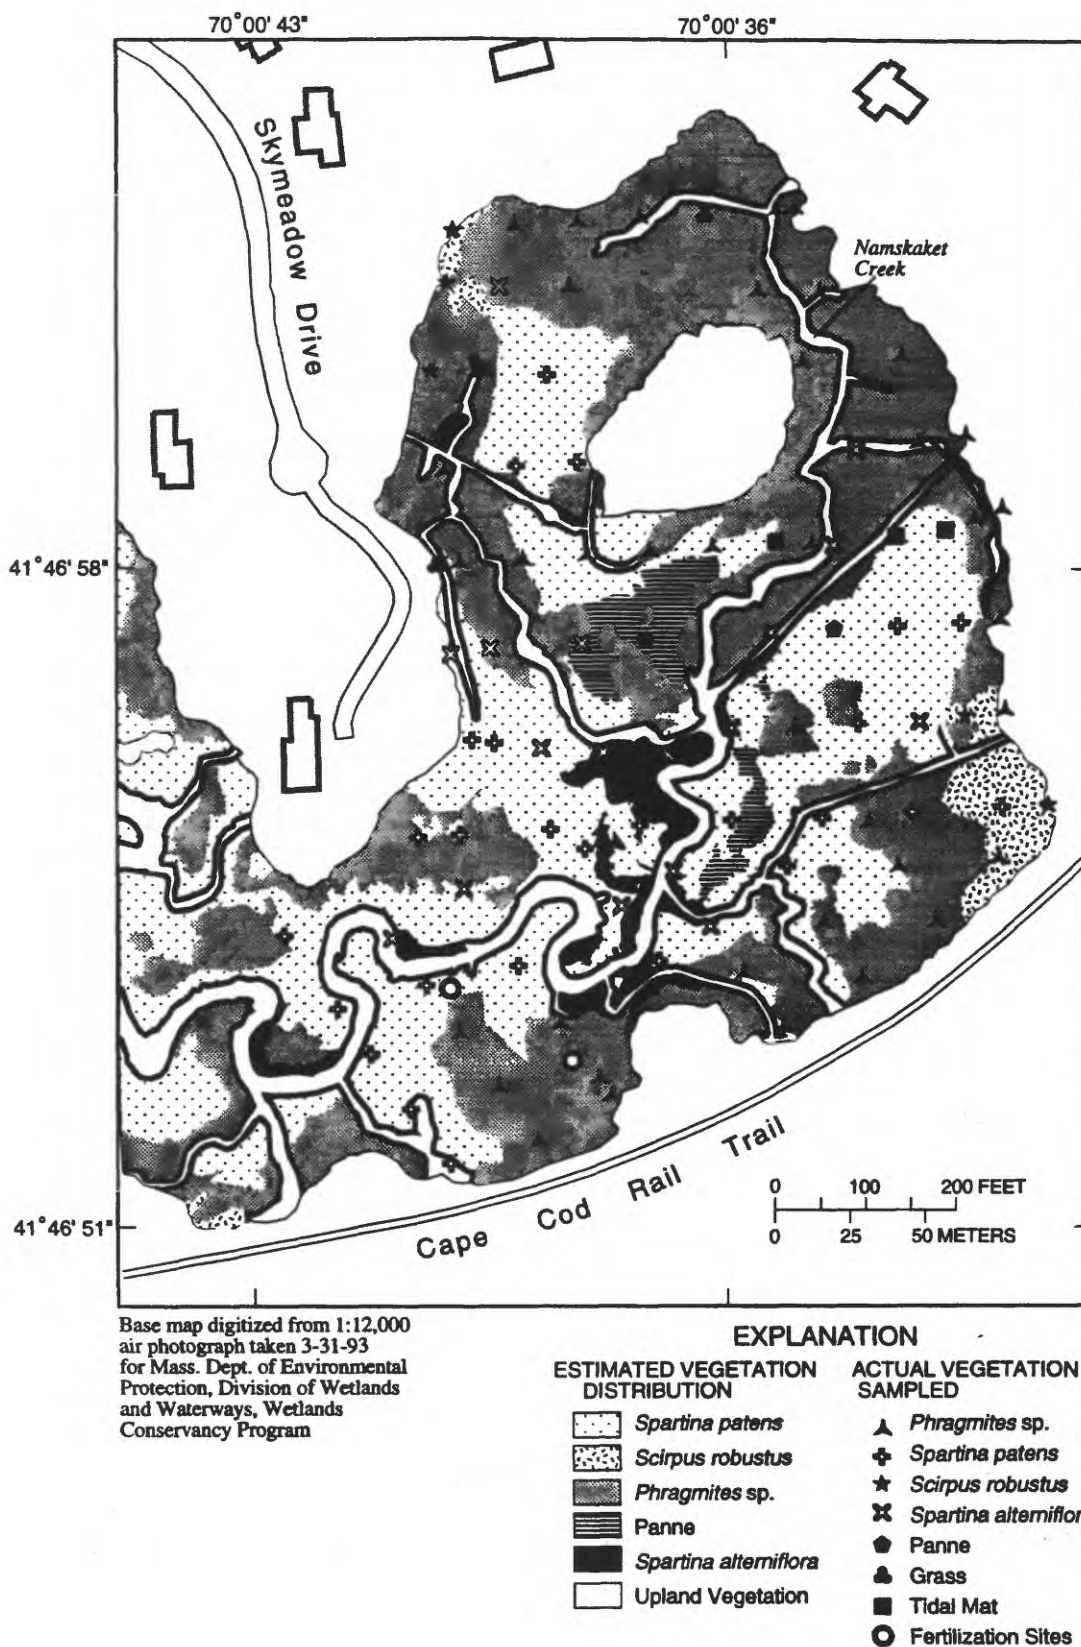 70°00' 43"
70°00' 36"
Skymeadow Drive
Namskaket
Creek
41°46' 58"
41°46' 51"
Cape Cod Rail Trail
0 100 200 FEET
0 25 50 METERS
Base map digitized from 1:12,000
air photograph taken 3-31-93
for Mass. Dept. of Environmental
Protection, Division of Wetlands
and Waterways, Wetlands
Conservancy Program
EXPLANATION
ESTIMATED VEGETATION
DISTRIBUTION
Spartina patens
Scirpus robustus
Phragmites sp.
Panne
Spartina alterniflora
Upland Vegetation
ACTUAL VEGETATION
SAMPLED
Phragmites sp.
Spartina patens
Scirpus robustus
Spartina alterniflor
Panne
Grass
Tidal Mat
Fertilization Sites